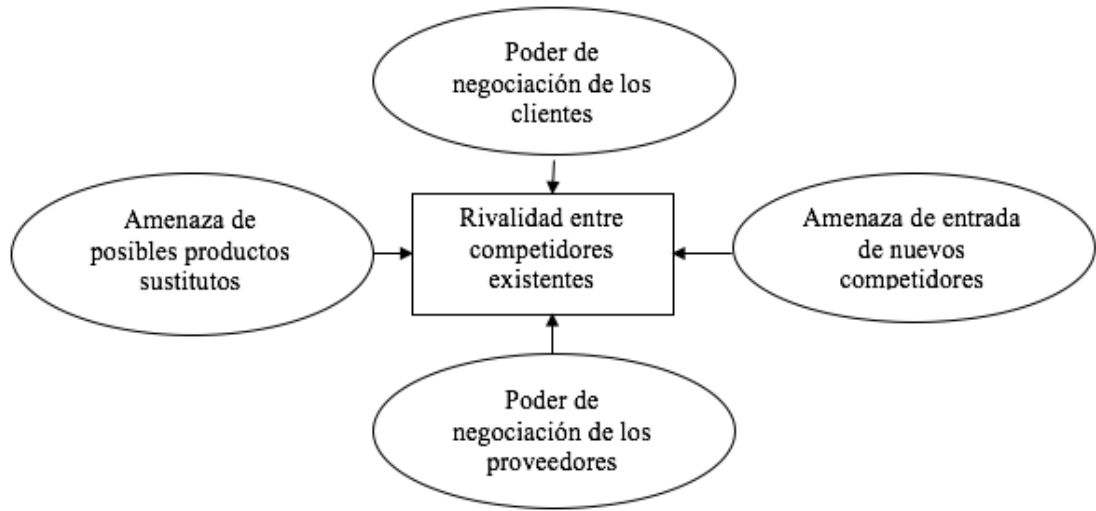 Poder de
negociación de los
clientes
Amenaza de
posibles productos
sustitutos
Rivalidad entre
competidores
existentes
Amenaza de entrada
de nuevos
competidores
Poder de
negociación de los
proveedores